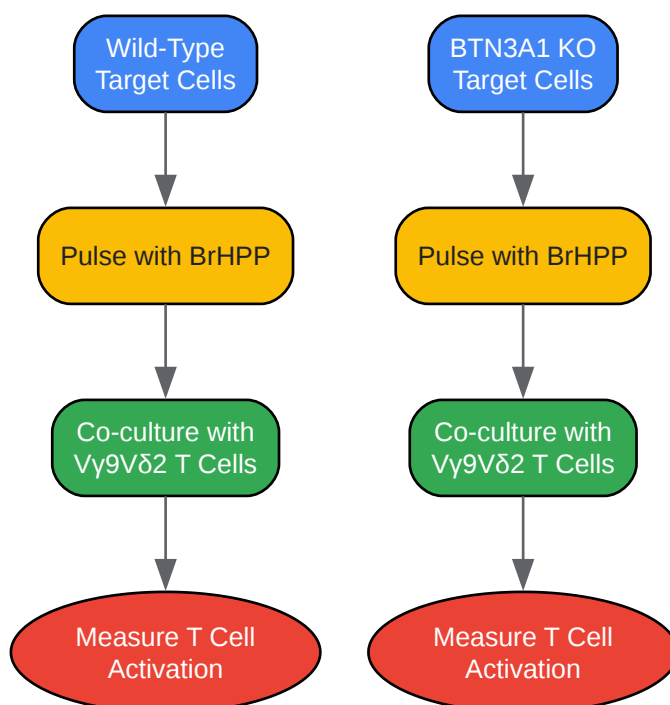 Wild-Type
Target Cells
BTN3A1 KO
Target Cells
Pulse with BrHPP
Pulse with BrHPP
Co-culture with
Vγ9Vδ2 T Cells
Co-culture with
Vγ9Vδ2 T Cells
Measure T Cell
Activation
Measure T Cell
Activation